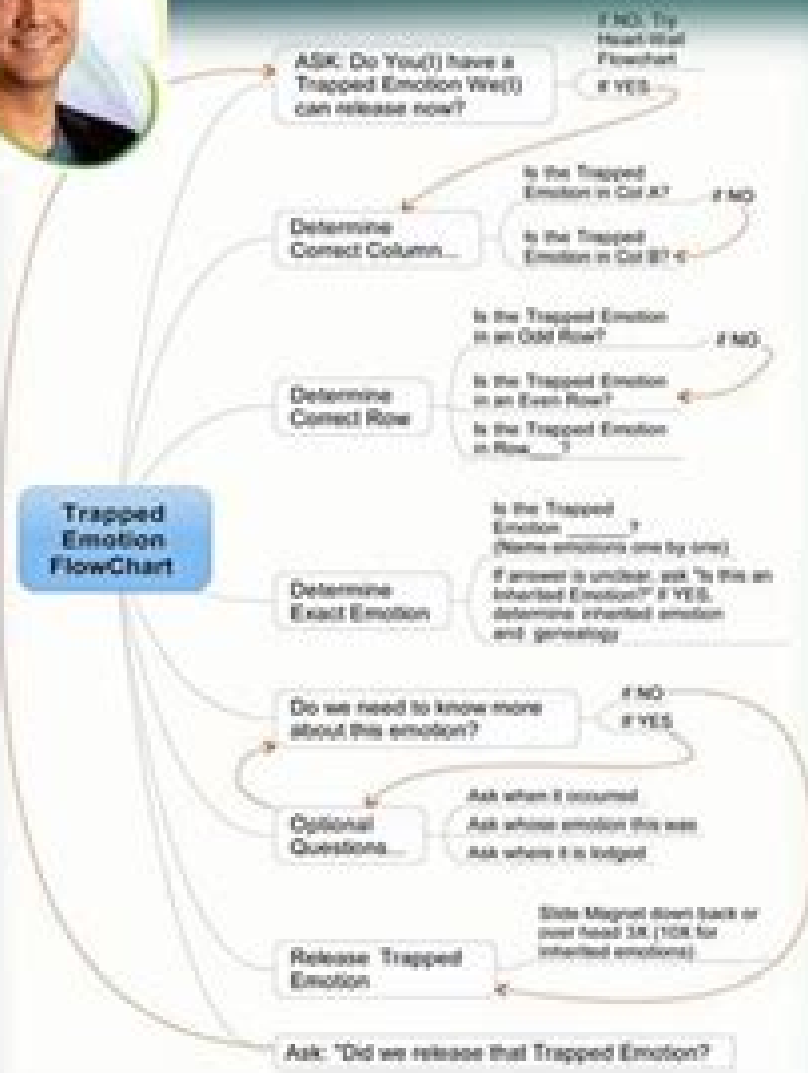 if NO, Try
Heart-Wall
Flowchart
ASK: Do You(I) have a
Trapped Emotion We(I)
can release now?
If YES
Is the Trapped
Emotion in Col A?
if NO
Determine
Correct Column...
Is the Trapped
Emotion in Col B?
Is the Trapped Emotion
in an Odd Row?
if NO
Determine
Correct Row
Is the Trapped Emotion
in an Even Row?
Is the Trapped Emotion
in Row___?
Trapped
Emotion
FlowChart
Is the Trapped
Emotion ______?
(Name emotions one by one)
Determine
Exact Emotion
If answer is unclear, ask "Is this an
Inherited Emotion?" if YES,
determine inherited emotion
and genealogy
Do we need to know more
about this emotion?
if NO
if YES
Optional
Questions...
Ask when it occurred
Ask whose emotion this was
Ask where it is lodged
Release Trapped
Emotion
Slide Magnet down back or
over head 3X (10X for
inherited emotions)
Ask: "Did we release that Trapped Emotion?